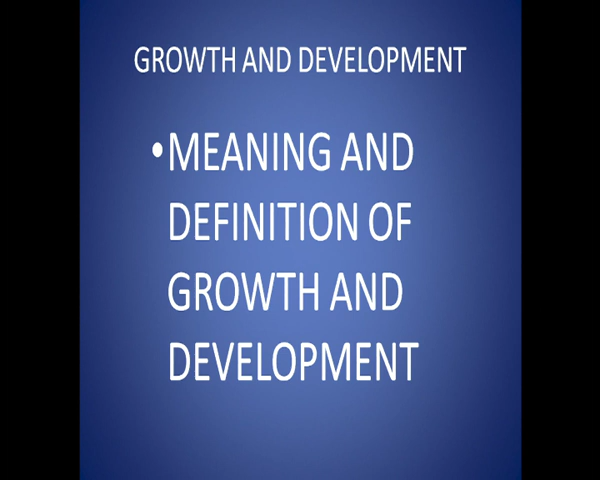 GROWTH AND DEVELOPMENT
•MEANING AND
DEFINITION OF
GROWTH AND
DEVELOPMENT